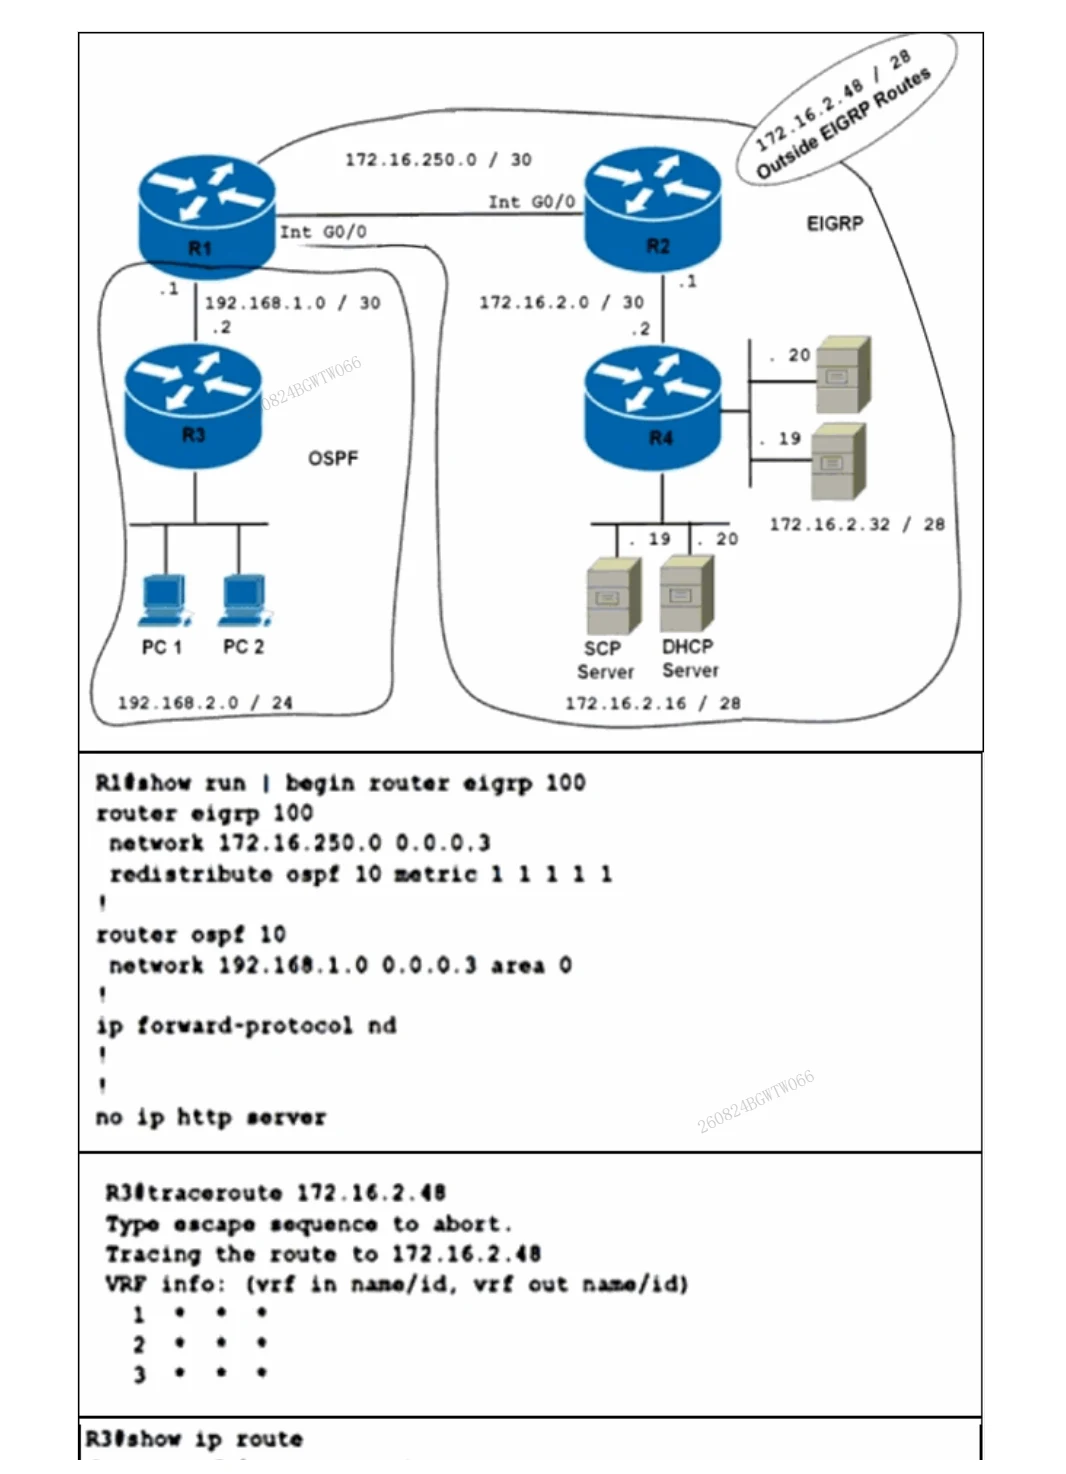 172.16.2.48 / 28
Outside EIGRP Routes
172.16.250.0 / 30
Int G0/0
R1
Int G0/0
R2
EIGRP
.1
192.168.1.0 / 30
.2
172.16.2.0 / 30
.1
.2
0824BGWTW066
R3
OSPF
R4
. 20
. 19
172.16.2.32 / 28
. 19
. 20
PC 1
PC 2
SCP
Server
DHCP
Server
192.168.2.0 / 24
172.16.2.16 / 28
R1#show run | begin router eigrp 100
router eigrp 100
network 172.16.250.0 0.0.0.3
redistribute ospf 10 metric 1 1 1 1 1
!
router ospf 10
network 192.168.1.0 0.0.0.3 area 0
!
ip forward-protocol nd
!
!
no ip http server
260824BGWTW066
R3#traceroute 172.16.2.48
Type escape sequence to abort.
Tracing the route to 172.16.2.48
VRF info: (vrf in name/id, vrf out name/id)
1 * * *
2 * * *
3 * * *
R3#show ip route